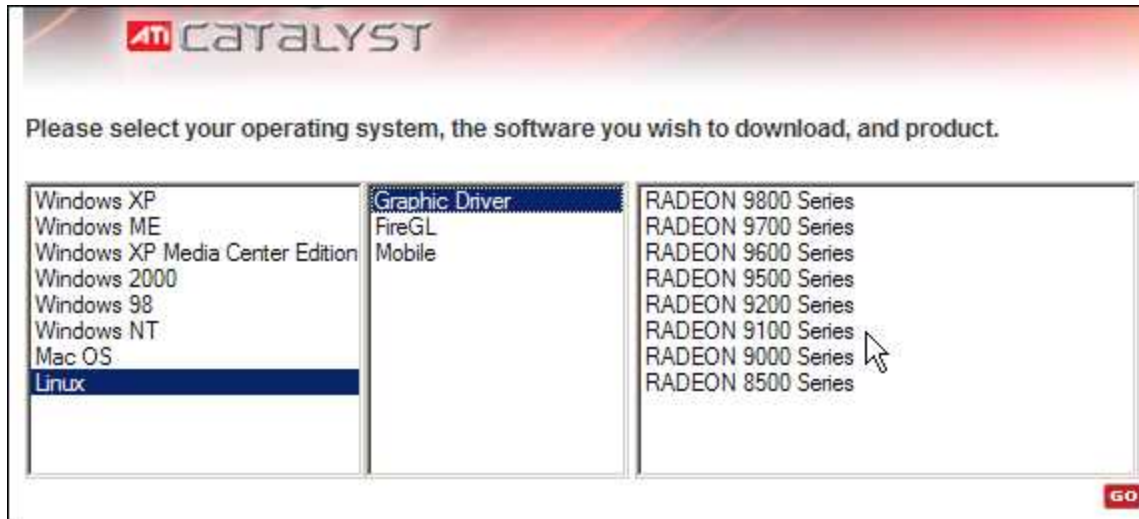 ATI CATALYST
Please select your operating system, the software you wish to download, and product.
Windows XP
Windows ME
Windows XP Media Center Edition
Windows 2000
Windows 98
Windows NT
Mac OS
Linux
Graphic Driver
FireGL
Mobile
RADEON 9800 Series
RADEON 9700 Series
RADEON 9600 Series
RADEON 9500 Series
RADEON 9200 Series
RADEON 9100 Series
RADEON 9000 Series
RADEON 8500 Series
GO